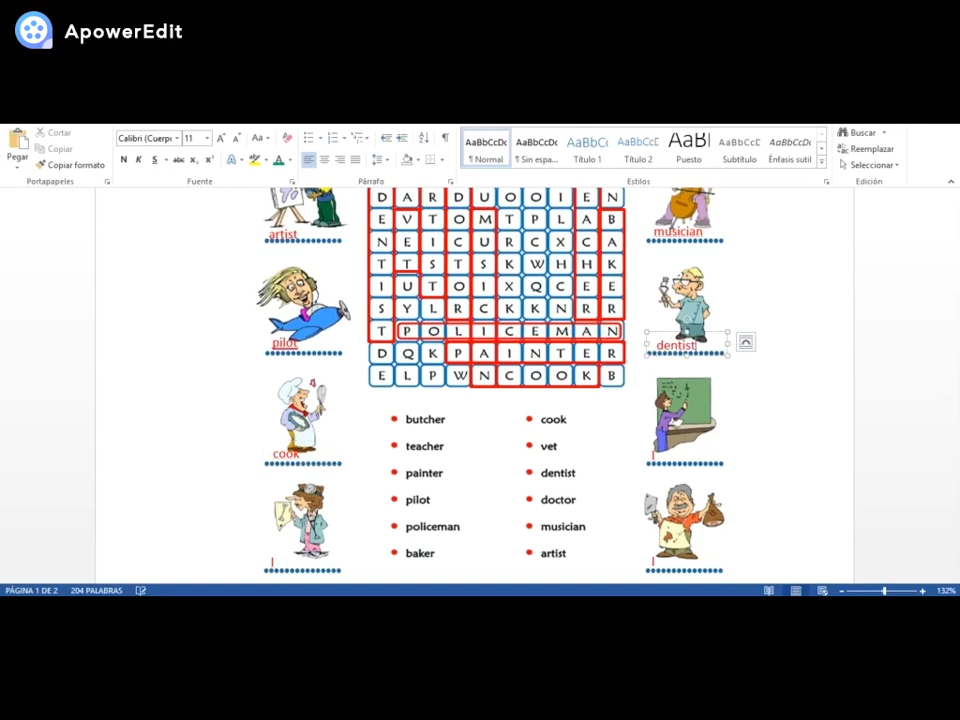 ApowerEdit
Pegar
Cortar
Copiar
Copiar formato
Portapapeles
Calibri (Cuerp
11
Aa
N K S abc x₂ x²
A A
Fuente
Párrafo
AaBbCcDc
¶ Normal
AaBbCcDc
¶ Sin espa...
AaBbCc
Título 1
AaBbCcC
Título 2
AaBl
Puesto
AaBbCcC
Subtítulo
AaBbCcDc
Énfasis sutil
Estilos
Buscar
Reemplazar
Seleccionar
Edición
D A R D U O O I E N
E V T O M T P L A B
N E I C U R C X C A
T T S T S K W H H K
I U T O I X Q C E E
S Y L R C K K N R R
T P O L I C E M A N
D Q K P A I N T E R
E L P W N C O O K B
artist
pilot
cook
l
musician
dentist
l
l
butcher
teacher
painter
pilot
policeman
baker
cook
vet
dentist
doctor
musician
artist
PÁGINA 1 DE 2
204 PALABRAS
132%